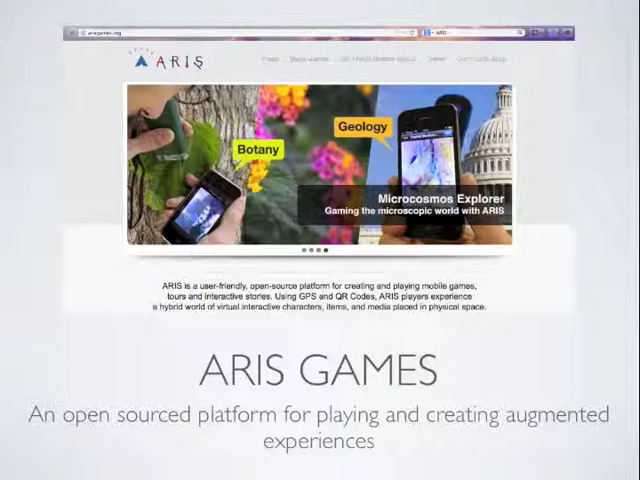 arisgames.org
ARIS
ARIS
Botany
Geology
Microcosmos Explorer
Gaming the microscopic world with ARIS
ARIS is a user-friendly, open-source platform for creating and playing mobile games,
tours and interactive stories. Using GPS and QR Codes, ARIS players experience
a hybrid world of virtual interactive characters, items, and media placed in physical space.
ARIS GAMES
An open sourced platform for playing and creating augmented
experiences